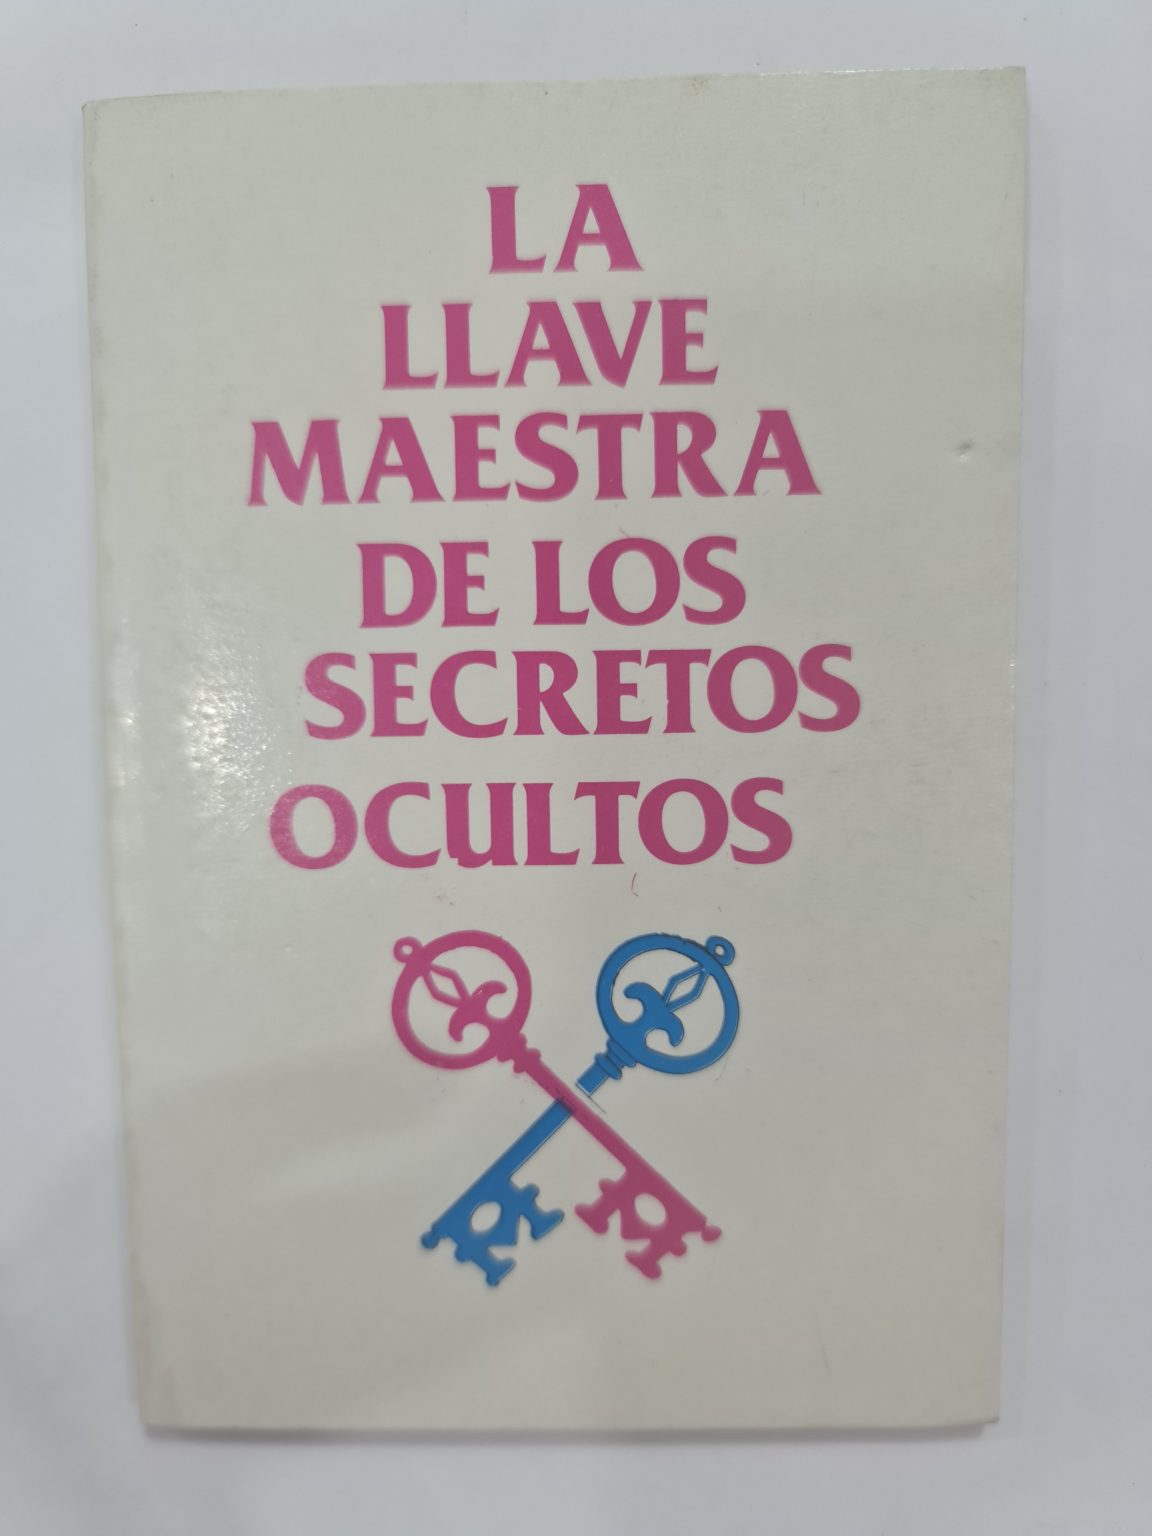 LA
LLAVE
MAESTRA
DE LOS
SECRETOS
OCULTOS